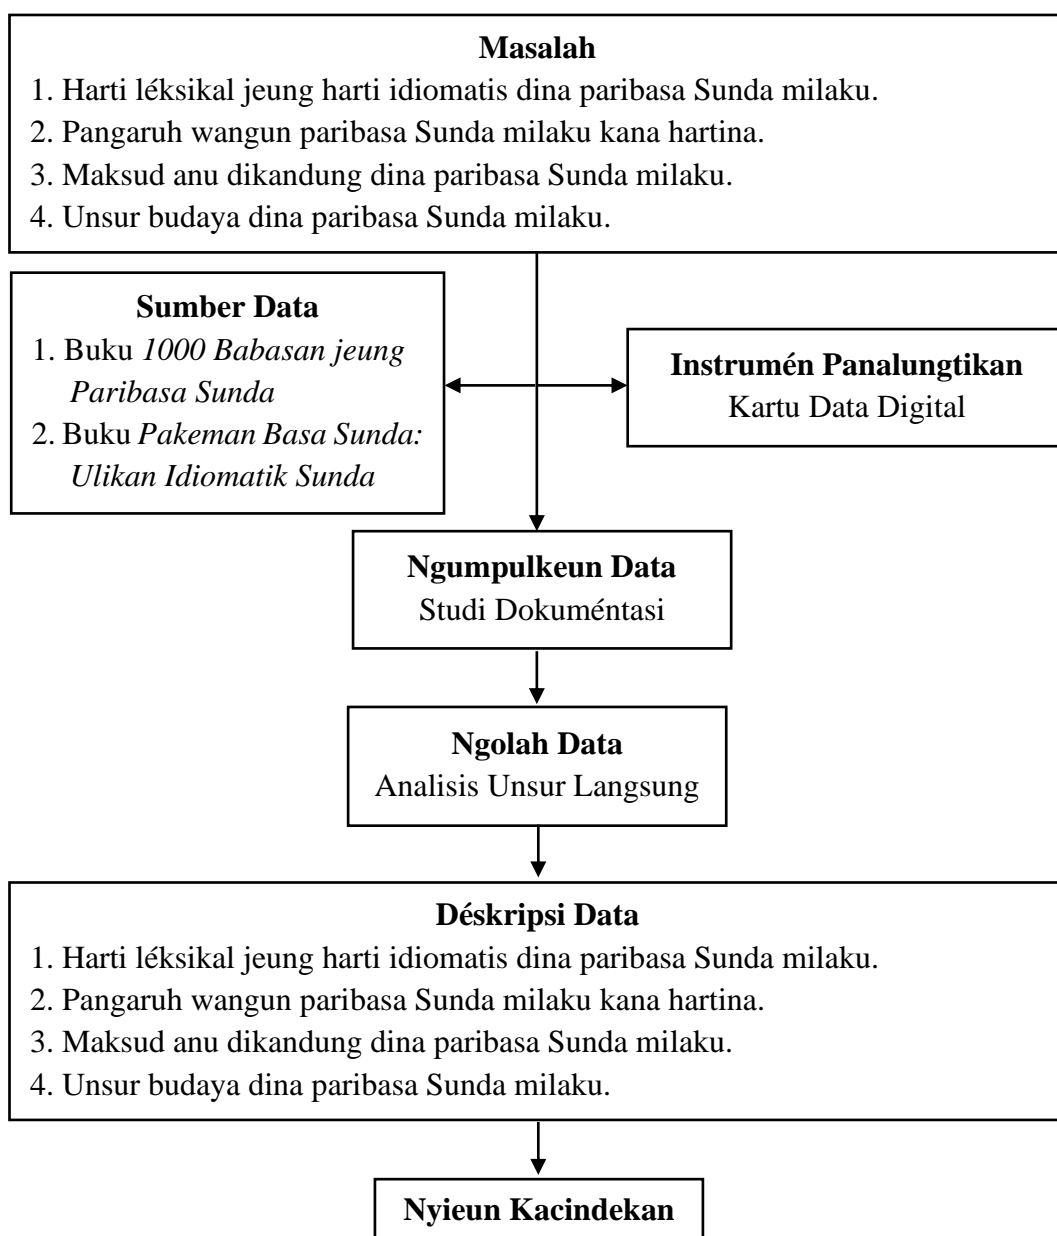 Masalah
1. Harti léksikal jeung harti idiomatis dina paribasa Sunda milaku.
2. Pangaruh wangun paribasa Sunda milaku kana hartina.
3. Maksud anu dikandung dina paribasa Sunda milaku.
4. Unsur budaya dina paribasa Sunda milaku.
Sumber Data
1. Buku 1000 Babasan jeung
Paribasa Sunda
2. Buku Pakeman Basa Sunda:
Ulikan Idiomatik Sunda
Instrumén Panalungtikan
Kartu Data Digital
Ngumpulkeun Data
Studi Dokuméntasi
Ngolah Data
Analisis Unsur Langsung
Déskripsi Data
1. Harti léksikal jeung harti idiomatis dina paribasa Sunda milaku.
2. Pangaruh wangun paribasa Sunda milaku kana hartina.
3. Maksud anu dikandung dina paribasa Sunda milaku.
4. Unsur budaya dina paribasa Sunda milaku.
Nyieun Kacindekan